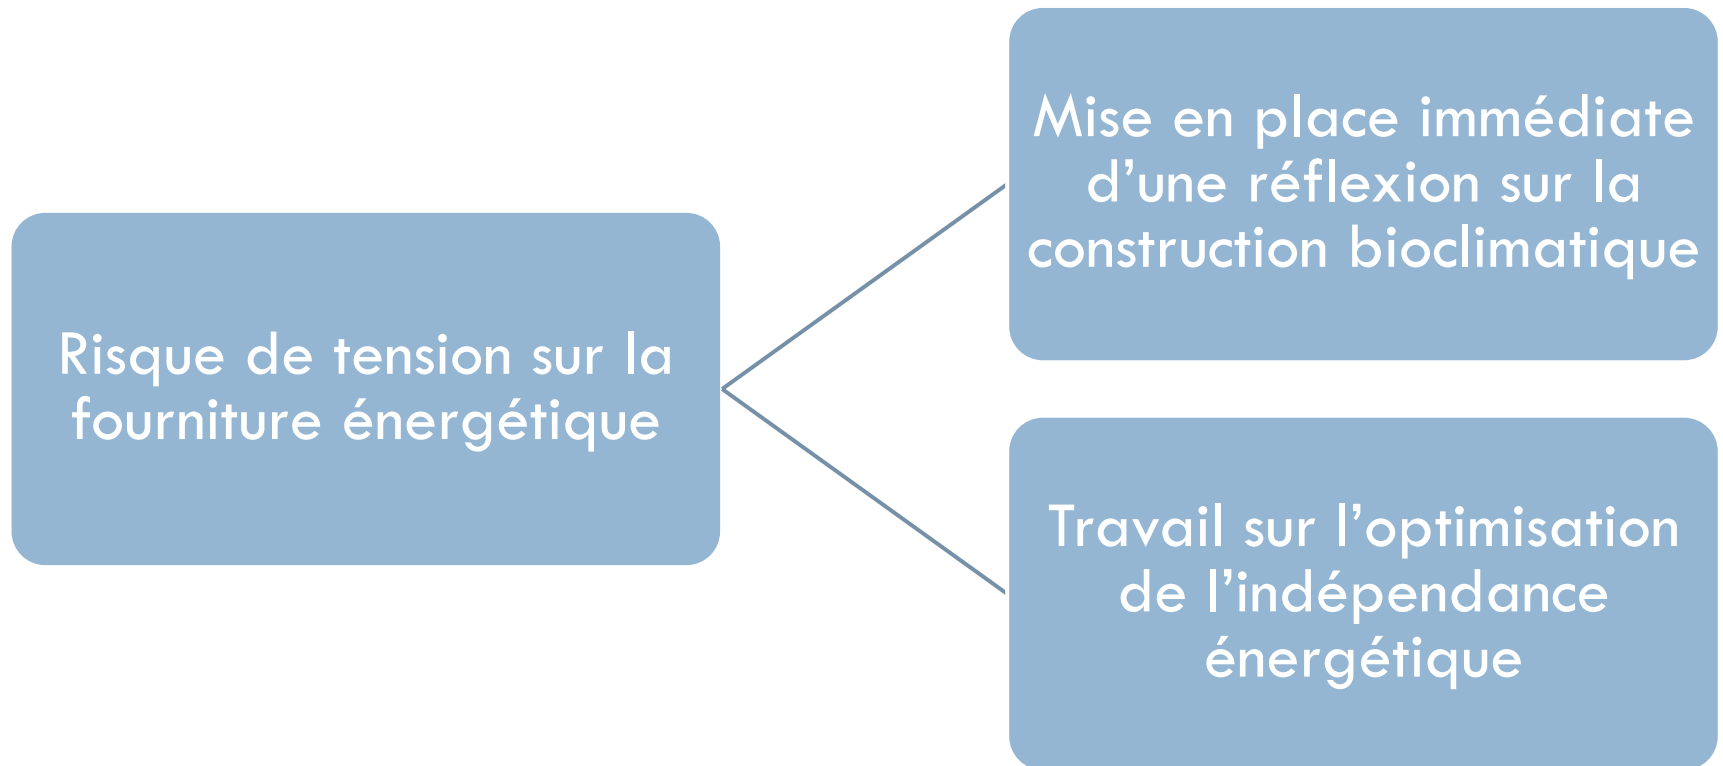 Risque de tension sur la
fourniture énergétique
Mise en place immédiate
d’une réflexion sur la
construction bioclimatique
Travail sur l’optimisation
de l’indépendance
énergétique